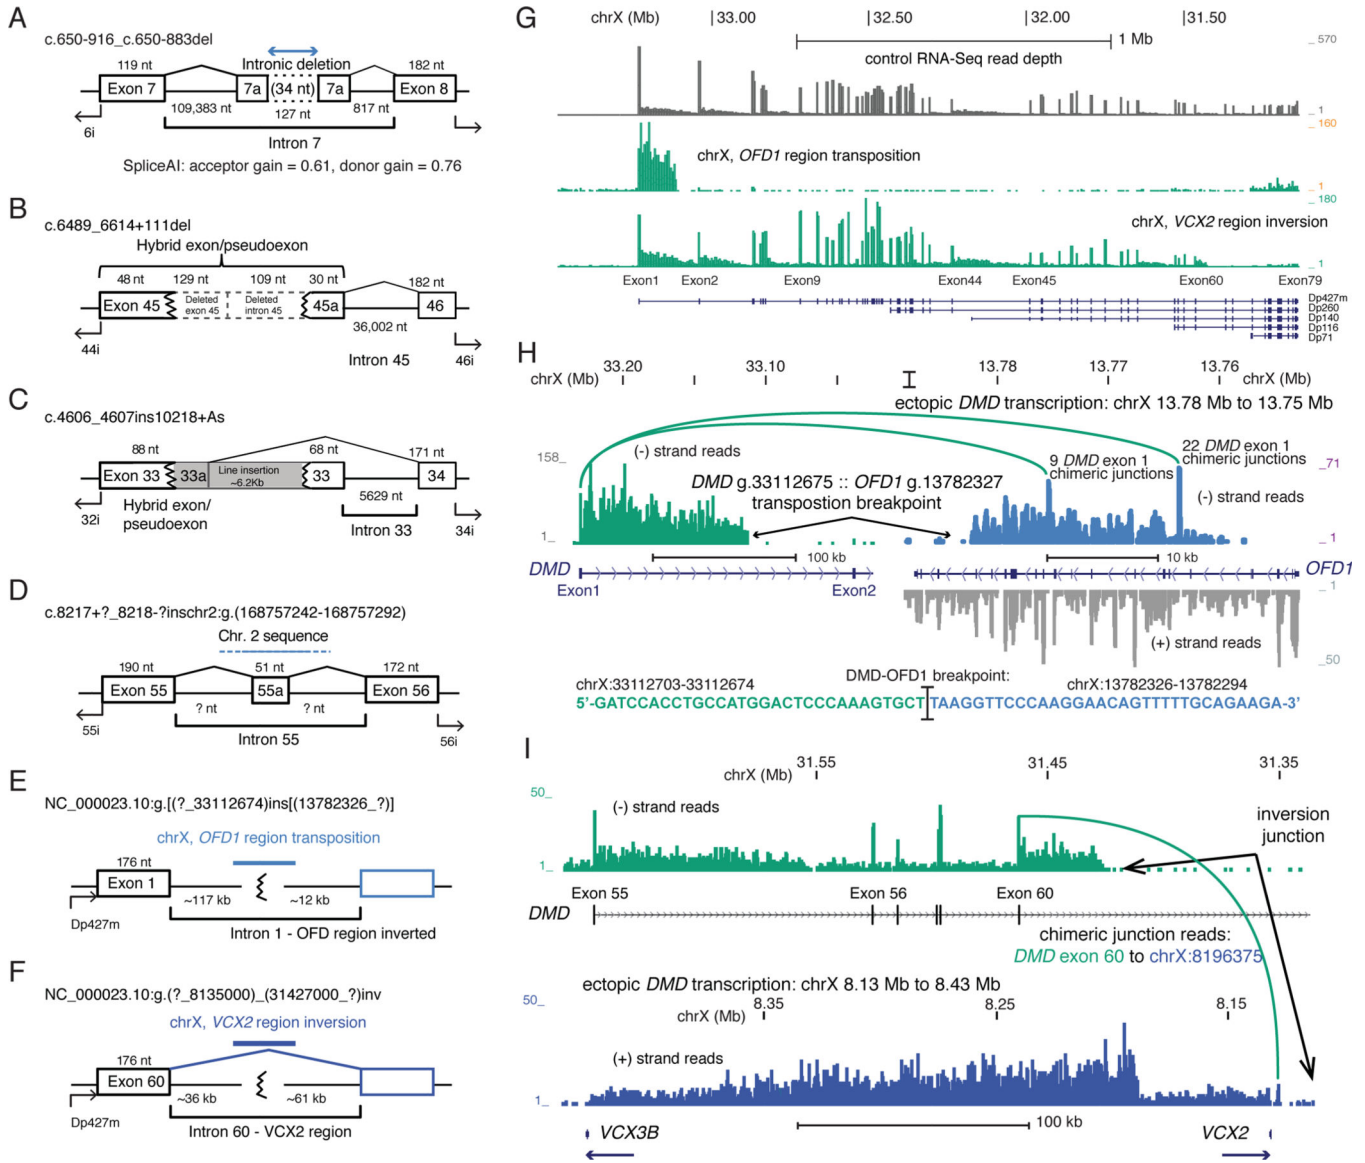 A
c.650-916_c.650-883del
119 nt
Intronic deletion
182 nt
Exon 7
7a
(34 nt)
7a
Exon 8
109,383 nt
127 nt
817 nt
6i
Intron 7
SpliceAI: acceptor gain = 0.61, donor gain = 0.76
B
c.6489_6614+111del
Hybrid exon/pseudoexon
48 nt
129 nt
109 nt
30 nt
182 nt
Exon 45
Deleted
exon 45
Deleted
intron 45
45a
46
36,002 nt
44i
Intron 45
46i
C
c.4606_4607ins10218+As
88 nt
68 nt
171 nt
Exon 33
33a
Line insertion
~6.2Kb
33
34
5629 nt
32i
Hybrid exon/
pseudoexon
Intron 33
34i
D
c.8217+?_8218-?inschr2:g.(168757242-168757292)
Chr. 2 sequence
190 nt
51 nt
172 nt
Exon 55
55a
Exon 56
? nt
? nt
55i
Intron 55
56i
E
NC_000023.10:g.[(?_33112674)ins[(13782326_?)]
chrX, OFD1 region transposition
176 nt
Exon 1
~117 kb
~12 kb
Dp427m
Intron 1 - OFD region inverted
F
NC_000023.10:g.(?_8135000)_(31427000_?)inv
chrX, VCX2 region inversion
176 nt
Exon 60
~36 kb
~61 kb
Dp427m
Intron 60 - VCX2 region
G
chrX (Mb)
33.00
32.50
32.00
31.50
1 Mb
_ 570
control RNA-Seq read depth
_ 1
_ 160
chrX, OFD1 region transposition
_ 1
_ 180
chrX, VCX2 region inversion
_ 1
Exon1
Exon2
Exon9
Exon44
Exon45
Exon60
Exon79
Dp427m
Dp260
Dp140
Dp116
Dp71
H
chrX (Mb)
33.20
33.10
13.78
13.77
13.76
chrX (Mb)
ectopic DMD transcription: chrX 13.78 Mb to 13.75 Mb
158_
(-) strand reads
9 DMD exon 1
chimeric junctions
22 DMD exon 1
chimeric junctions
_71
DMD g.33112675 :: OFD1 g.13782327
transpostion breakpoint
(-) strand reads
1_
_ 1
100 kb
10 kb
DMD
Exon1
Exon2
OFD1
_ 1
(+) strand reads
_50
DMD-OFD1 breakpoint:
chrX:33112703-33112674
chrX:13782326-13782294
5'-GATCCACCTGCCATGGACTCCCAAAGTGCT TAAGGTTCCCAAGGAACAGTTTTTGCAGAAGA-3'
I
31.55
31.45
31.35
chrX (Mb)
50_
(-) strand reads
inversion
junction
1_
Exon 55
Exon 56
Exon 60
DMD
chimeric junction reads:
DMD exon 60 to chrX:8196375
ectopic DMD transcription: chrX 8.13 Mb to 8.43 Mb
50_
chrX (Mb)
8.35
8.25
8.15
(+) strand reads
1_
100 kb
VCX3B
VCX2